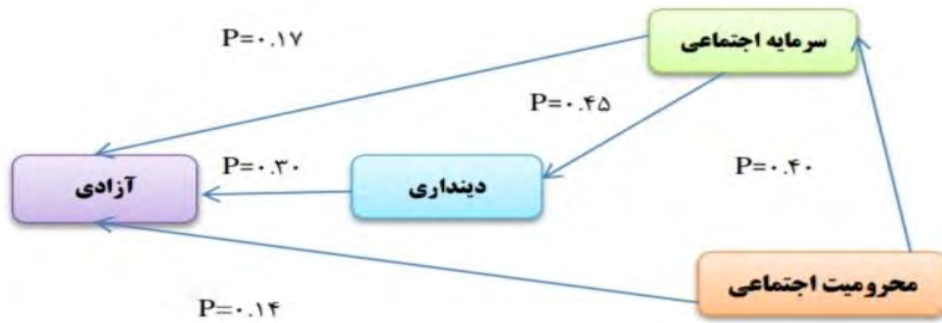 P=۰.۱۷
سرمایه اجتماعی
P=۰.۴۵
آزادی
P=۰.۳۰
دینداری
P=۰.۴۰
محرومیت اجتماعی
P=۰.۱۴